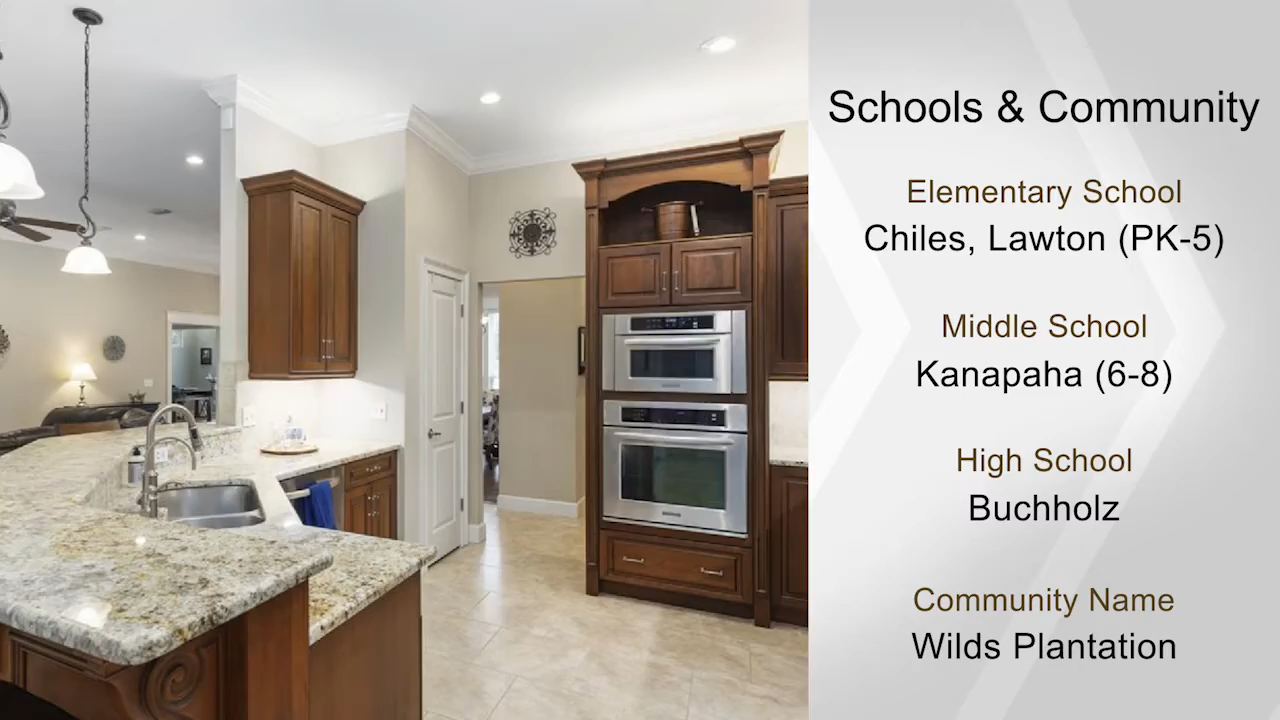 Schools & Community
Elementary School
Chiles, Lawton (PK-5)
Middle School
Kanapaha (6-8)
High School
Buchholz
Community Name
Wilds Plantation